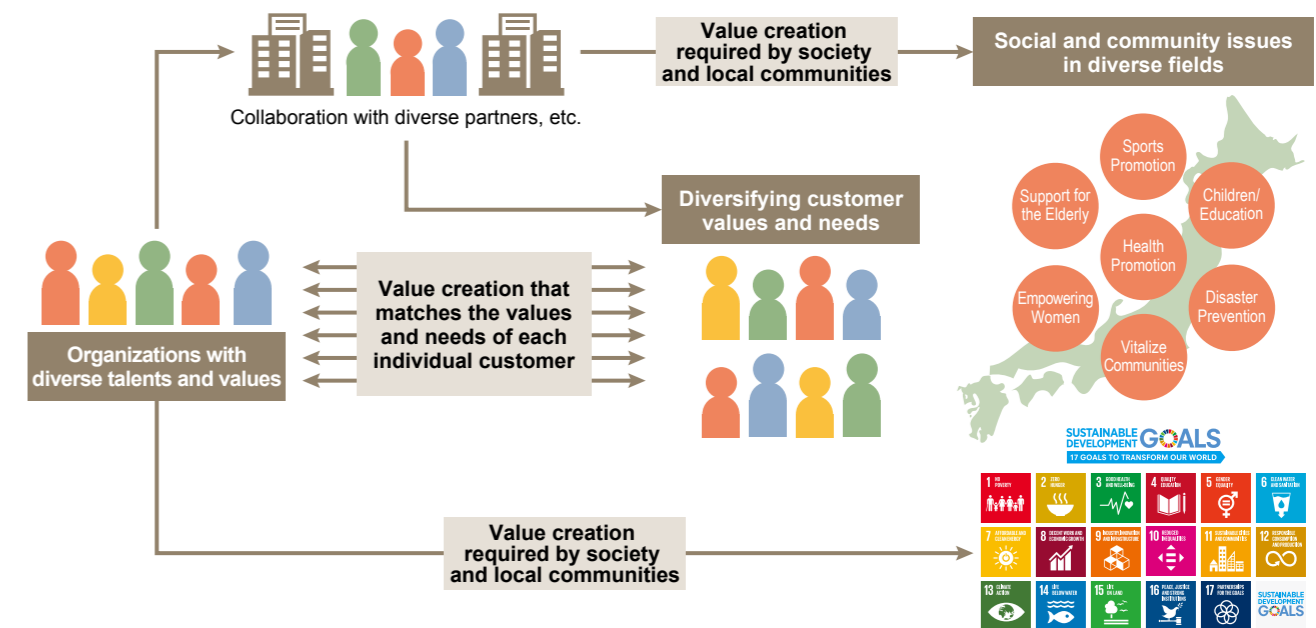 Value creation
required by society
and local communities
Social and community issues
in diverse fields
Collaboration with diverse partners, etc.
Sports
Promotion
Support for
the Elderly
Children/
Education
Health
Promotion
Empowering
Women
Disaster
Prevention
Vitalize
Communities
Diversifying customer
values and needs
Value creation that
matches the values
and needs of each
individual customer
Organizations with
diverse talents and values
Value creation
required by society
and local communities
SUSTAINABLE
DEVELOPMENT GOALS
17 GOALS TO TRANSFORM OUR WORLD
1 NO
POVERTY
2 ZERO
HUNGER
3 GOOD HEALTH
AND WELL-BEING
4 QUALITY
EDUCATION
5 GENDER
EQUALITY
6 CLEAN WATER
AND SANITATION
7 AFFORDABLE AND
CLEAN ENERGY
8 DECENT WORK AND
ECONOMIC GROWTH
9 INDUSTRY, INNOVATION
AND INFRASTRUCTURE
10 REDUCED
INEQUALITIES
11 SUSTAINABLE CITIES
AND COMMUNITIES
12 RESPONSIBLE
CONSUMPTION
AND PRODUCTION
13 CLIMATE
ACTION
14 LIFE
BELOW WATER
15 LIFE
ON LAND
16 PEACE, JUSTICE
AND STRONG
INSTITUTIONS
17 PARTNERSHIPS
FOR THE GOALS
SUSTAINABLE
DEVELOPMENT
GOALS